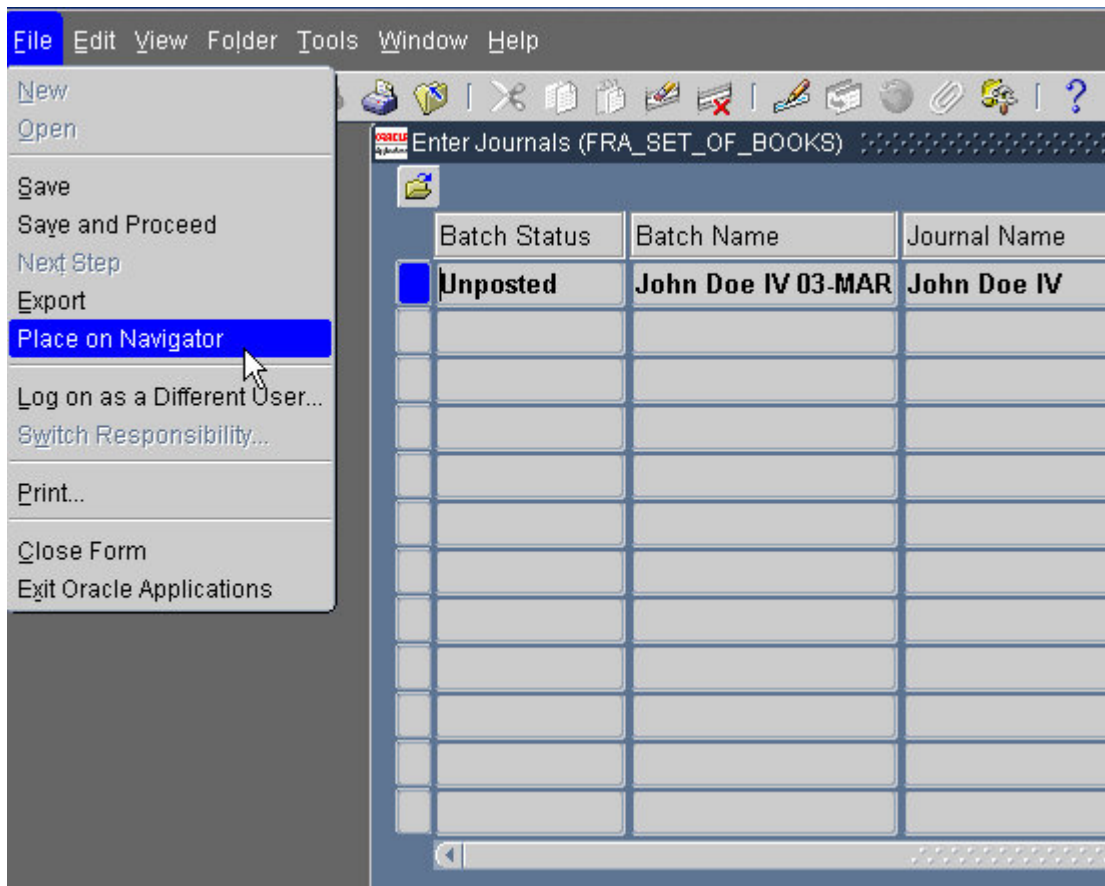 File Edit View Folder Tools Window Help
New
Open
Save
Save and Proceed
Next Step
Export
Place on Navigator
Log on as a Different User...
Switch Responsibility...
Print...
Close Form
Exit Oracle Applications
?
ORACLE
Enter Journals (FRA_SET_OF_BOOKS)
Batch Status Batch Name Journal Name
Unposted John Doe IV 03-MAR John Doe IV